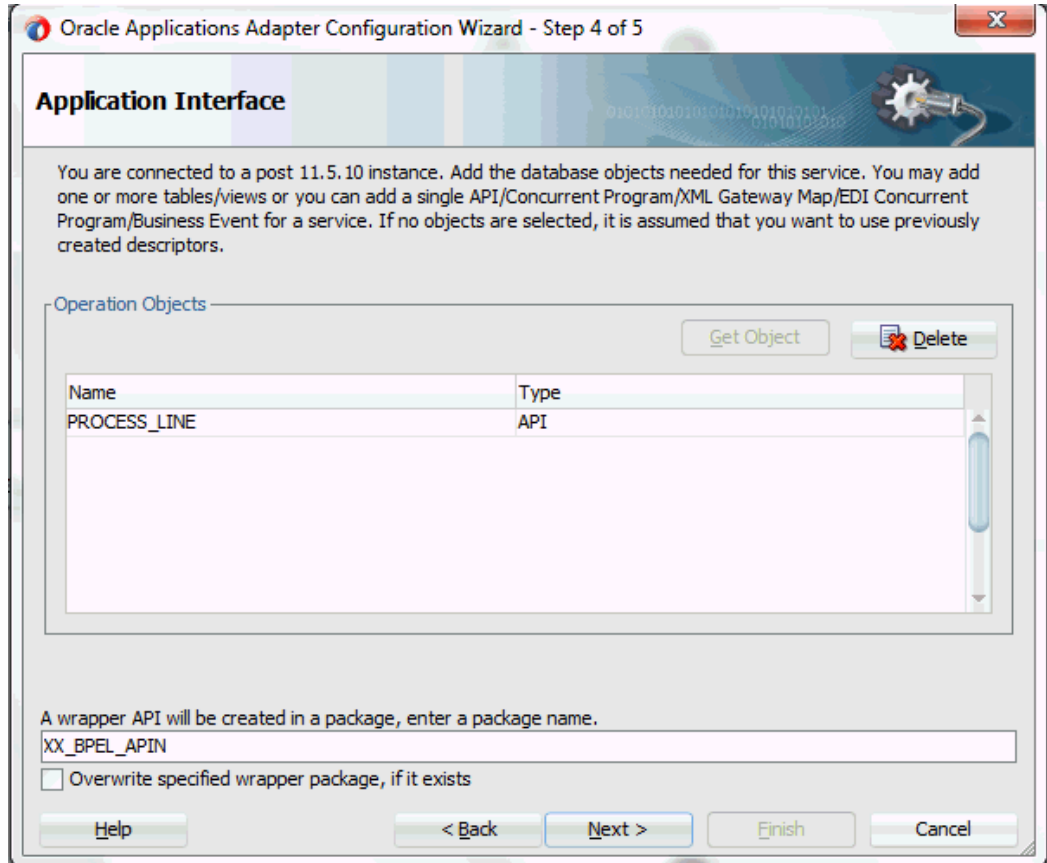 Oracle Applications Adapter Configuration Wizard - Step 4 of 5
Application Interface
You are connected to a post 11.5.10 instance. Add the database objects needed for this service. You may add
one or more tables/views or you can add a single API/Concurrent Program/XML Gateway Map/EDI Concurrent
Program/Business Event for a service. If no objects are selected, it is assumed that you want to use previously
created descriptors.
Operation Objects
Get Object
Delete
Name Type
PROCESS_LINE API
A wrapper API will be created in a package, enter a package name.
XX_BPEL_APIN
Overwrite specified wrapper package, if it exists
Help < Back Next > Finish Cancel